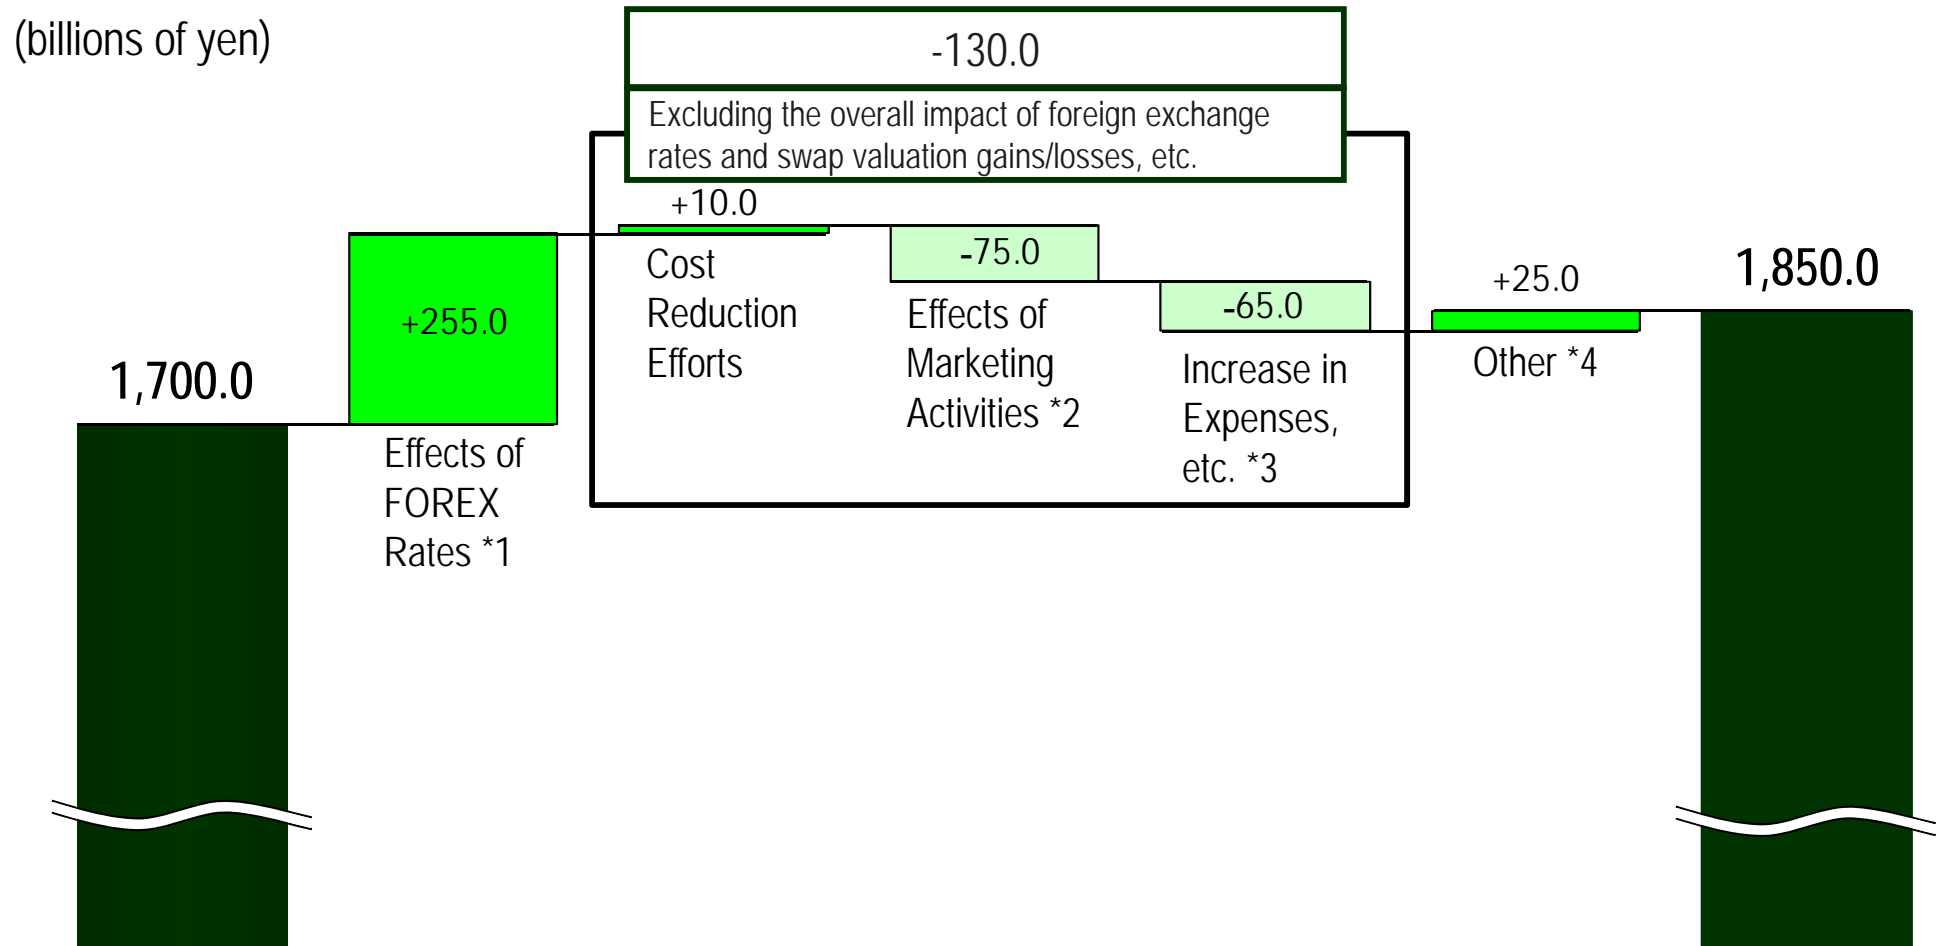 (billions of yen)
-130.0
Excluding the overall impact of foreign exchange
rates and swap valuation gains/losses, etc.
1,700.0
+255.0
Effects of
FOREX
Rates *1
+10.0
Cost
Reduction
Efforts
-75.0
Effects of
Marketing
Activities *2
-65.0
Increase in
Expenses,
etc. *3
+25.0
Other *4
1,850.0